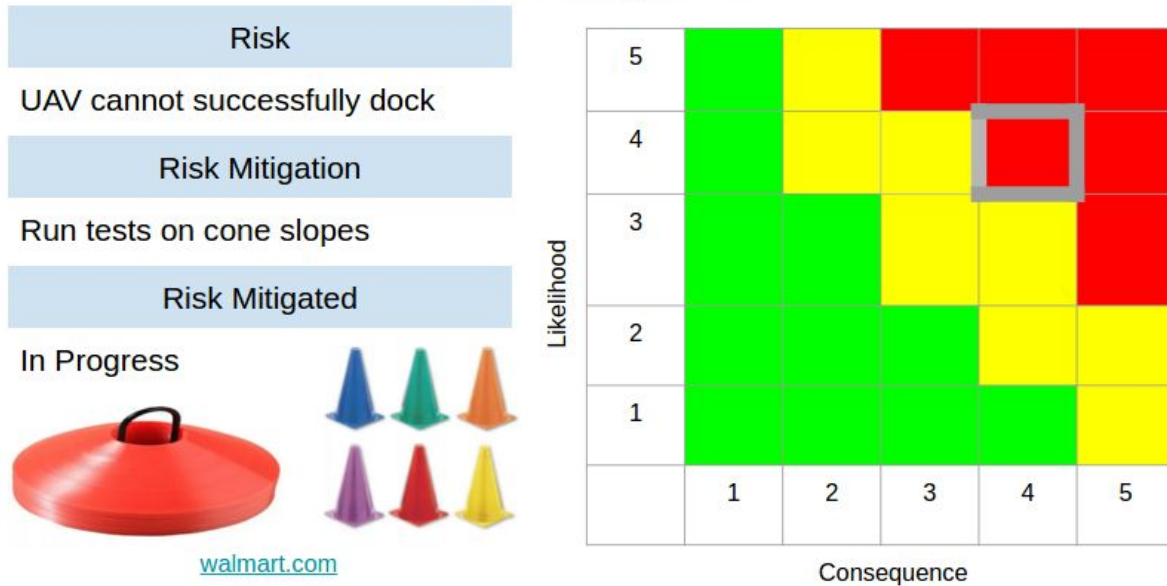 Risk
UAV cannot successfully dock
Risk Mitigation
Run tests on cone slopes
Risk Mitigated
In Progress
walmart.com
Likelihood
5
4
3
2
1
1 2 3 4 5
Consequence